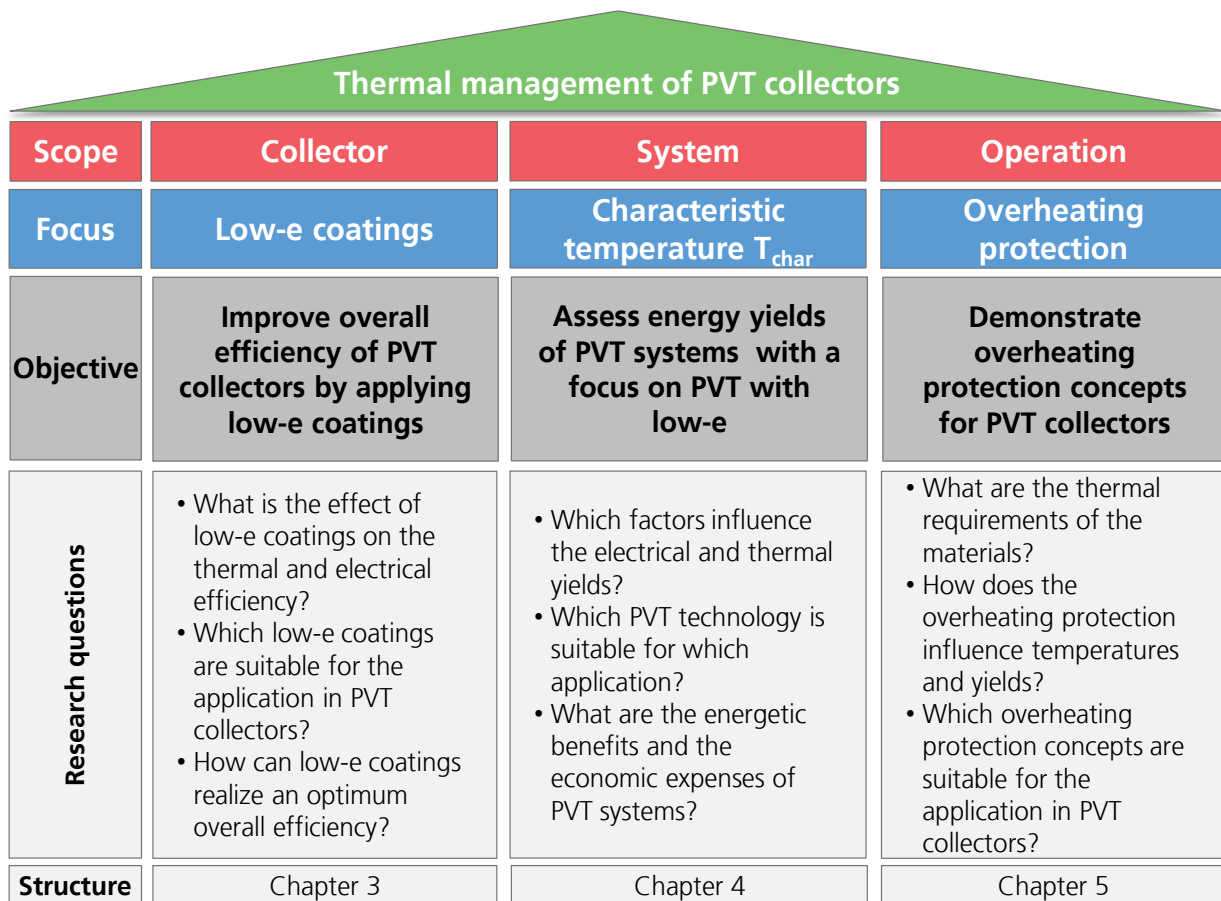 Thermal management of PVT collectors
Scope
Collector
System
Operation
Focus
Low-e coatings
Characteristic
temperature T_char
Overheating
protection
Objective
Improve overall
efficiency of PVT
collectors by applying
low-e coatings
Assess energy yields
of PVT systems with a
focus on PVT with
low-e
Demonstrate
overheating
protection concepts
for PVT collectors
Research questions
• What is the effect of
low-e coatings on the
thermal and electrical
efficiency?
• Which low-e coatings
are suitable for the
application in PVT
collectors?
• How can low-e coatings
realize an optimum
overall efficiency?
• Which factors influence
the electrical and thermal
yields?
• Which PVT technology is
suitable for which
application?
• What are the energetic
benefits and the
economic expenses of
PVT systems?
• What are the thermal
requirements of the
materials?
• How does the
overheating protection
influence temperatures
and yields?
• Which overheating
protection concepts are
suitable for the
application in PVT
collectors?
Structure
Chapter 3
Chapter 4
Chapter 5